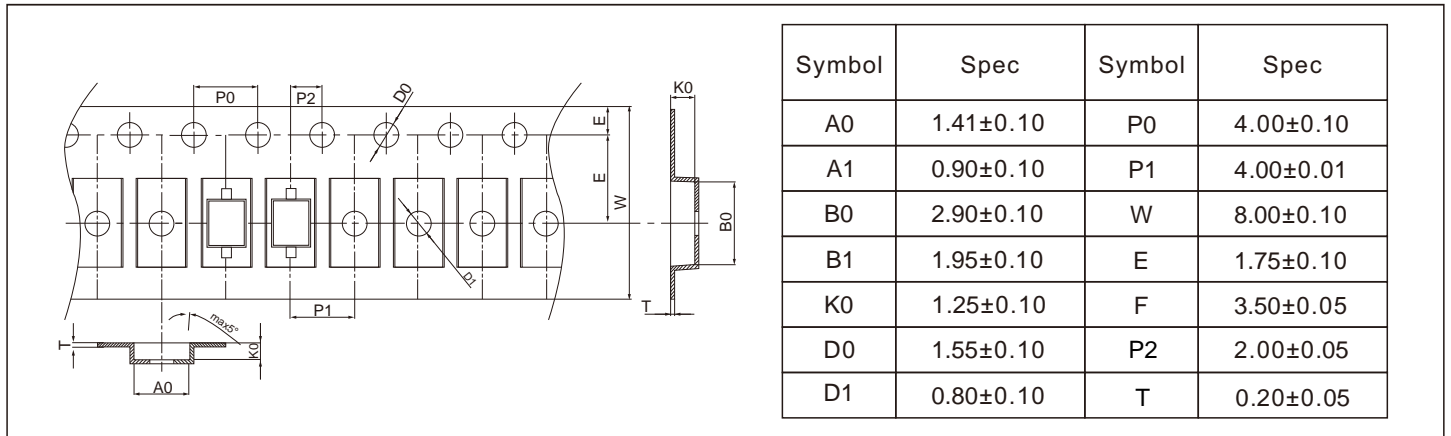 P0
P2
D0
E
E
W
D1
P1
max5°
T
K0
A0
K0
B0
T
Symbol Spec Symbol Spec
A0 1.41±0.10 P0 4.00±0.10
A1 0.90±0.10 P1 4.00±0.01
B0 2.90±0.10 W 8.00±0.10
B1 1.95±0.10 E 1.75±0.10
K0 1.25±0.10 F 3.50±0.05
D0 1.55±0.10 P2 2.00±0.05
D1 0.80±0.10 T 0.20±0.05